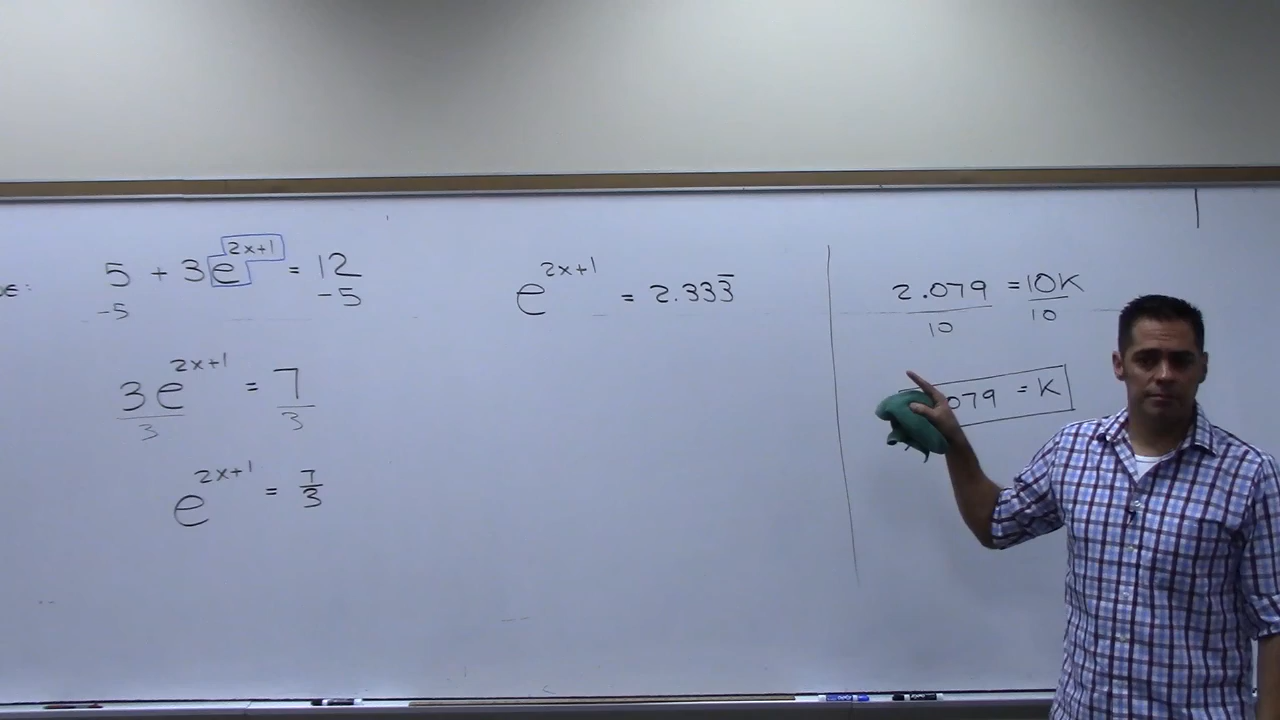 5 + 3e^{2x+1} = 12
-5 -5
3e^{2x+1} = 7
3 3
e^{2x+1} = 7/3
e^{2x+1} = 2.333̅
2.079 = 10K
10 10
079 = K